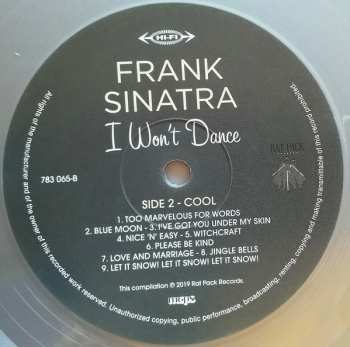 HI-FI
FRANK
SINATRA
I Won't Dance
RAT PACK
783 065-B
SIDE 2 - COOL
1. TOO MARVELOUS FOR WORDS
2. BLUE MOON - 3. I'VE GOT YOU UNDER MY SKIN
4. NICE 'N' EASY - 5. WITCHCRAFT
6. PLEASE BE KIND
7. LOVE AND MARRIAGE - 8. JINGLE BELLS
9. LET IT SNOW! LET IT SNOW! LET IT SNOW!
This compilation ℗ 2019 Rat Pack Records.
mcps
All rights of the manufacturer and of the owner of this recorded work reserved. Unauthorized copying, public performance, broadcasting, renting, copying and making transmittable of this record prohibited.